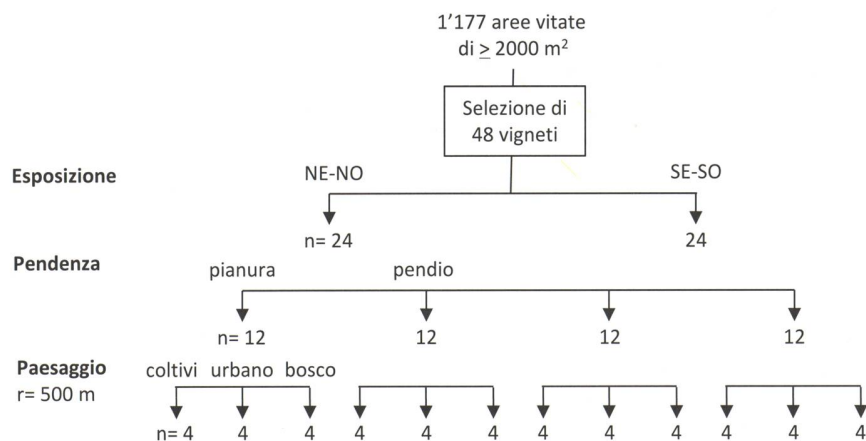 1'177 aree vitate
di ≥ 2000 m²
Selezione di
48 vigneti
Esposizione NE-NO SE-SO
n= 24 24
Pendenza
pianura pendio
n= 12 12 12 12
Paesaggio coltivi urbano bosco
r= 500 m
n= 4 4 4 4 4 4 4 4 4 4 4 4